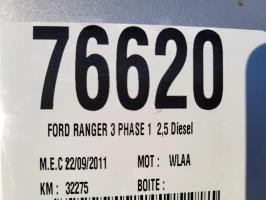 76620
FORD RANGER 3 PHASE 1 2,5 Diesel
M.E.C 22/09/2011 MOT : WLAA
KM : 32275 BOITE :